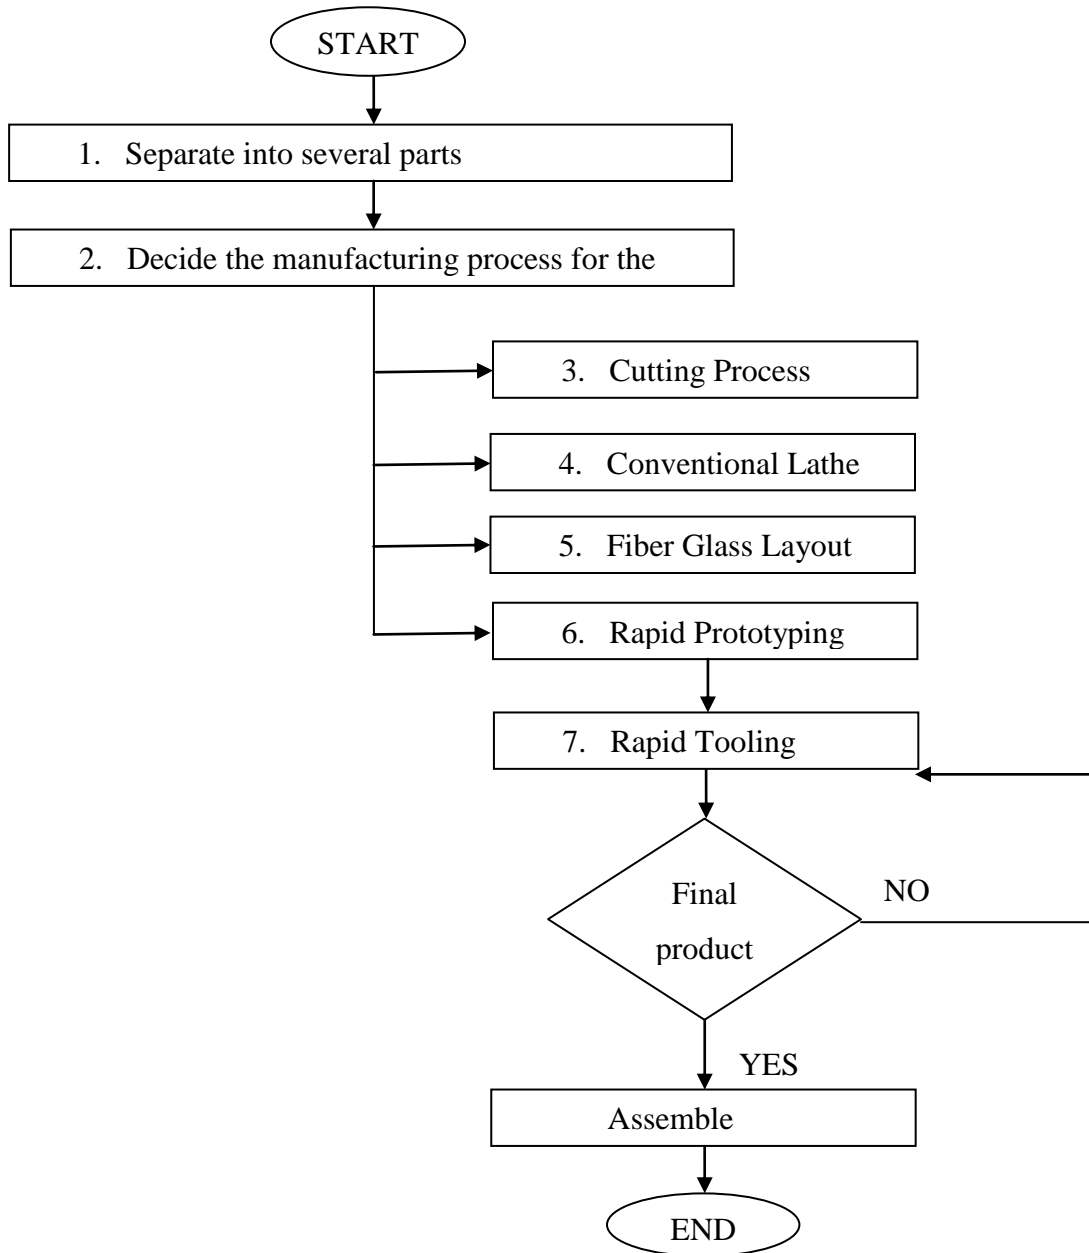 START
1. Separate into several parts
2. Decide the manufacturing process for the
3. Cutting Process
4. Conventional Lathe
5. Fiber Glass Layout
6. Rapid Prototyping
7. Rapid Tooling
Final
product
NO
YES
Assemble
END